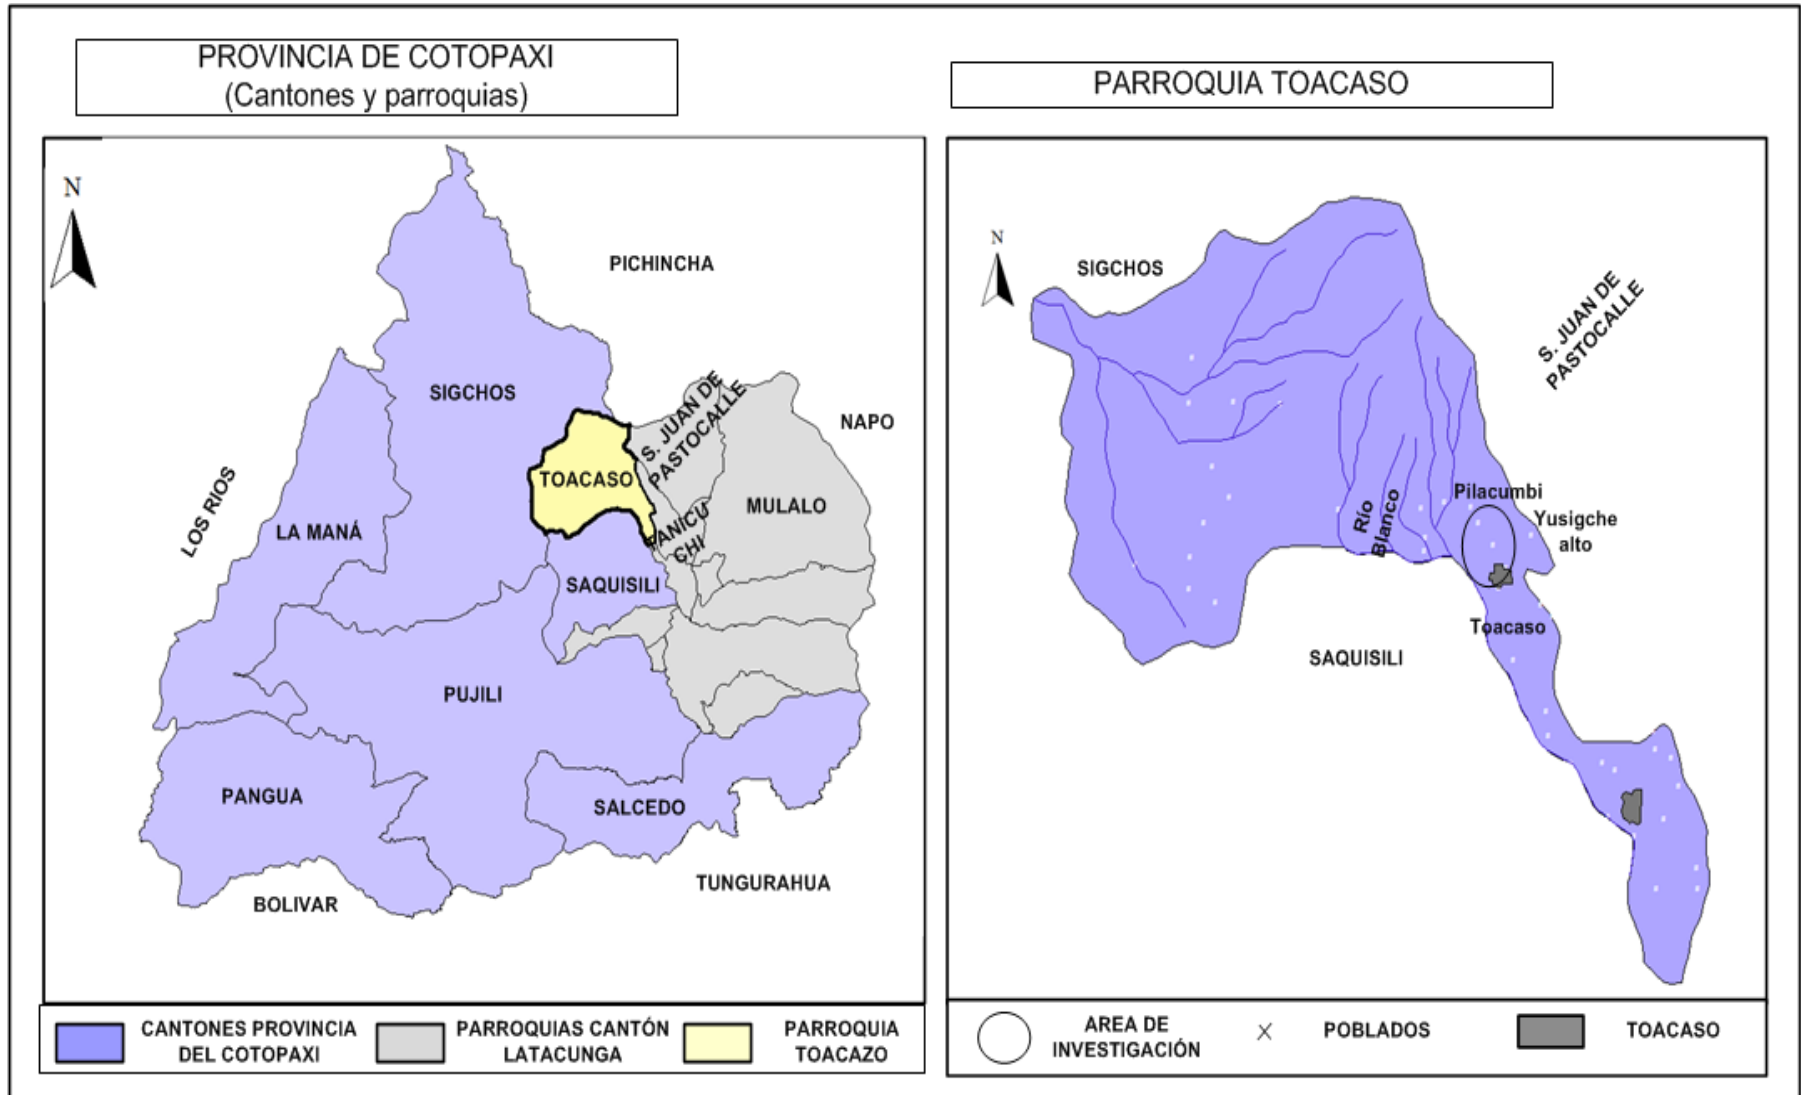 PROVINCIA DE COTOPAXI
(Cantones y parroquias)
PARROQUIA TOACASO
N
PICHINCHA
SIGCHOS
S. JUAN DE
PASTOCALLE
NAPO
TOACASO
MULALO
LOS RIOS
LA MANÁ
TANICU
CHI
SAQUISILI
PUJILI
PANGUA
SALCEDO
TUNGURAHUA
BOLIVAR
N
SIGCHOS
S. JUAN DE
PASTOCALLE
Pilacumbi
Río
Blanco
Yusigche
alto
Toacaso
SAQUISILI
CANTONES PROVINCIA
DEL COTOPAXI
PARROQUIAS CANTÓN
LATACUNGA
PARROQUIA
TOACAZO
AREA DE
INVESTIGACIÓN
POBLADOS
TOACASO